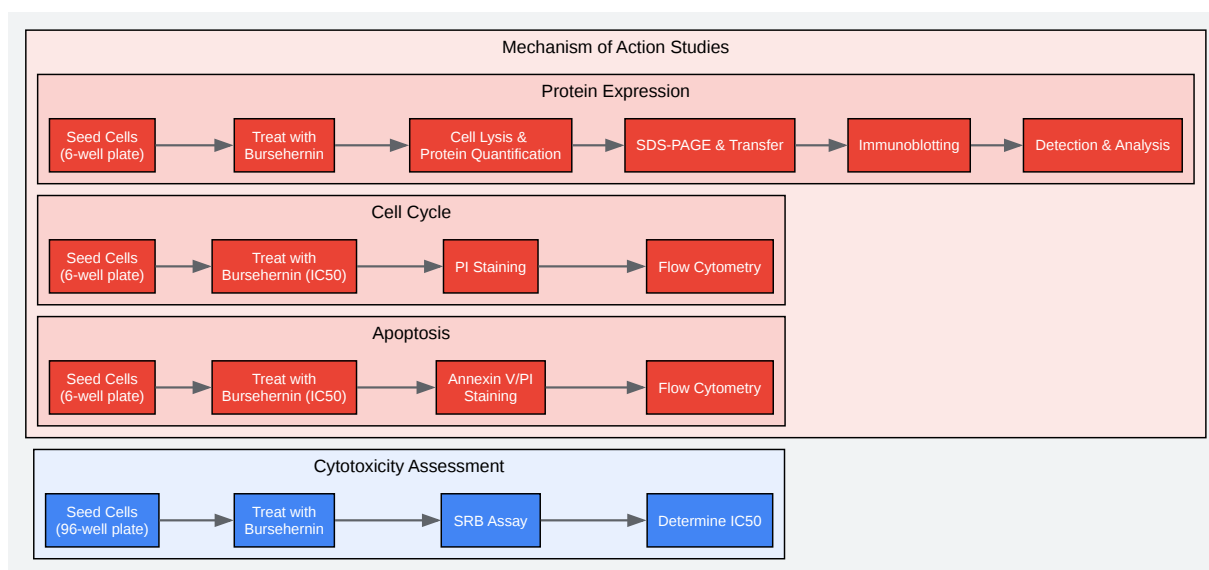 Mechanism of Action Studies
Protein Expression
Seed Cells
(6-well plate)
Treat with
Bursehernin
Cell Lysis &
Protein Quantification
SDS-PAGE & Transfer
Immunoblotting
Detection & Analysis
Cell Cycle
Seed Cells
(6-well plate)
Treat with
Bursehernin (IC50)
PI Staining
Flow Cytometry
Apoptosis
Seed Cells
(6-well plate)
Treat with
Bursehernin (IC50)
Annexin V/PI
Staining
Flow Cytometry
Cytotoxicity Assessment
Seed Cells
(96-well plate)
Treat with
Bursehernin
SRB Assay
Determine IC50